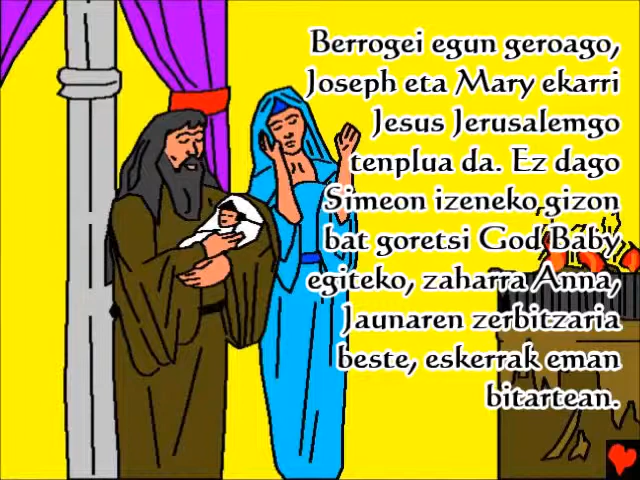 Berrogei egun geroago,
Joseph eta Mary ekarri
Jesus Jerusalemgo
tenplua da. Ez dago
Simeon izeneko gizon
bat goretsi God Baby
egiteko, zaharra Anna,
Jaunaren zerbitzaria
beste, eskerrak eman
bitartean.